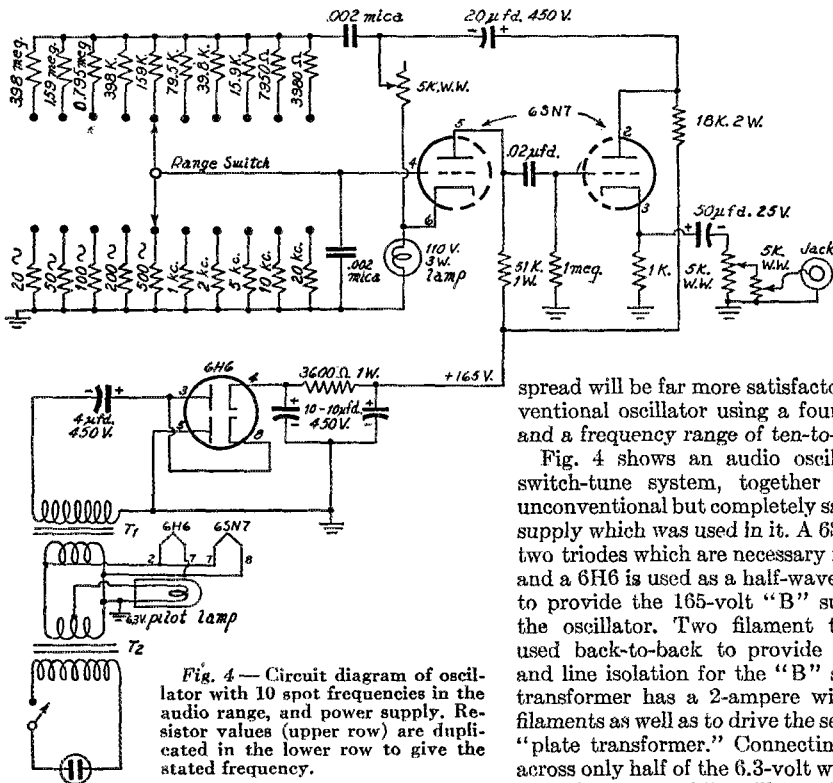 .002 mica
20 µfd. 450 V.
3.98 meg.
1.59 meg.
0.795 meg
398 K.
159 K.
79.5 K.
39.8 K.
15.9 K.
7950 Ω
3980 Ω
5K. W.W.
6SN7
5
2
18K. 2 W.
.02 µfd.
4
1
Range Switch
6
3
50 µfd. 25 V.
+ -
20 ~
50 ~
100 ~
200 ~
500 ~
1 kc.
2 kc.
5 kc.
10 kc.
20 kc.
.002
mica
110 V.
3 W.
lamp
51 K.
1 W.
1 meg.
1 K.
5K.
W.W.
5K.
W.W.
Jack
6H6
3600 Ω 1 W.
+165 V.
4 µfd.
450 V.
3
4
5
8
10-10 µfd.
450 V.
T1
6H6
6SN7
2
7
7
8
6.3 V. pilot lamp
T2
Fig. 4 — Circuit diagram of oscil-
lator with 10 spot frequencies in the
audio range, and power supply. Re-
sistor values (upper row) are dupli-
cated in the lower row to give the
stated frequency.
spread will be far more satisfacto
ventional oscillator using a four
and a frequency range of ten-to-
Fig. 4 shows an audio oscil
switch-tune system, together
unconventional but completely sa
supply which was used in it. A 6S
two triodes which are necessary
and a 6H6 is used as a half-wave
to provide the 165-volt "B" su
the oscillator. Two filament t
used back-to-back to provide
and line isolation for the "B" s
transformer has a 2-ampere wi
filaments as well as to drive the se
"plate transformer." Connectin
across only half of the 6.3-volt w